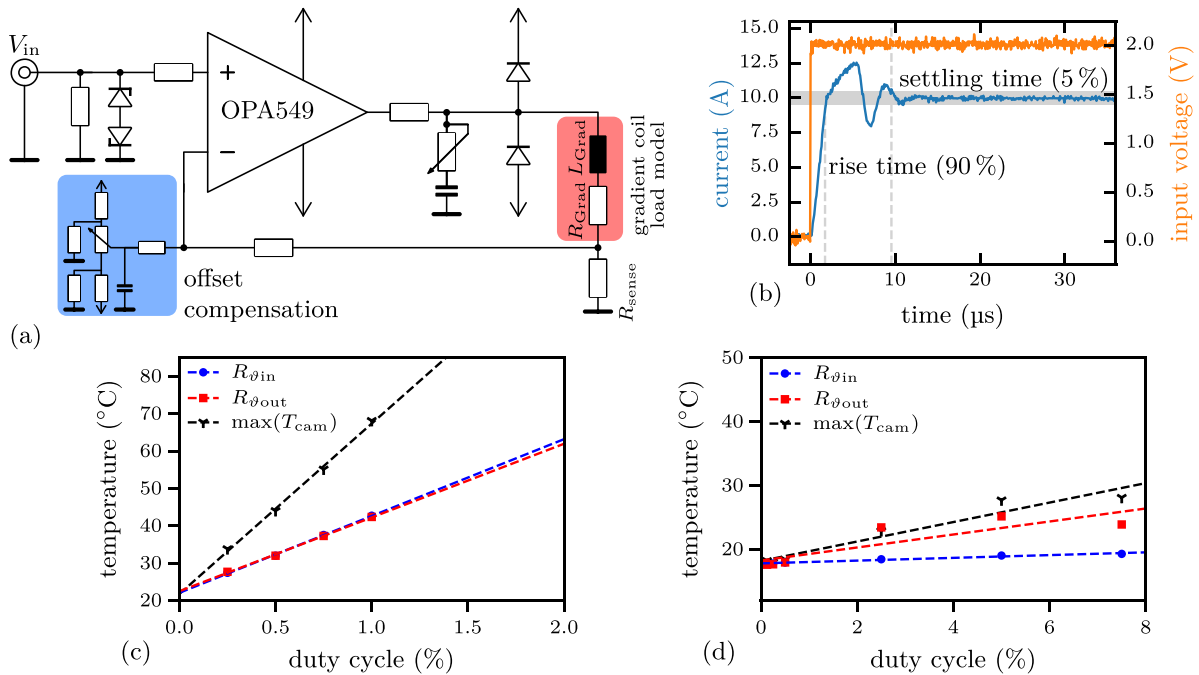 V_in
+
OPA549
−
R_Grad L_Grad
gradient coil
load model
R_sense
offset
compensation
(a)
15.0
12.5
10.0
7.5
5.0
2.5
0.0
current (A)
settling time (5 %)
rise time (90 %)
2.0
1.5
1.0
0.5
0.0
input voltage (V)
0
10
20
30
time (µs)
(b)
80
70
60
50
40
30
20
temperature (°C)
R_ϑin
R_ϑout
max(T_cam)
0.0
0.5
1.0
1.5
2.0
duty cycle (%)
(c)
50
40
30
20
temperature (°C)
R_ϑin
R_ϑout
max(T_cam)
0
2
4
6
8
duty cycle (%)
(d)